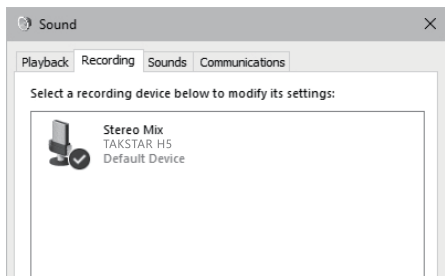 Sound
Playback Recording Sounds Communications
Select a recording device below to modify its settings:
Stereo Mix
TAKSTAR H5
Default Device